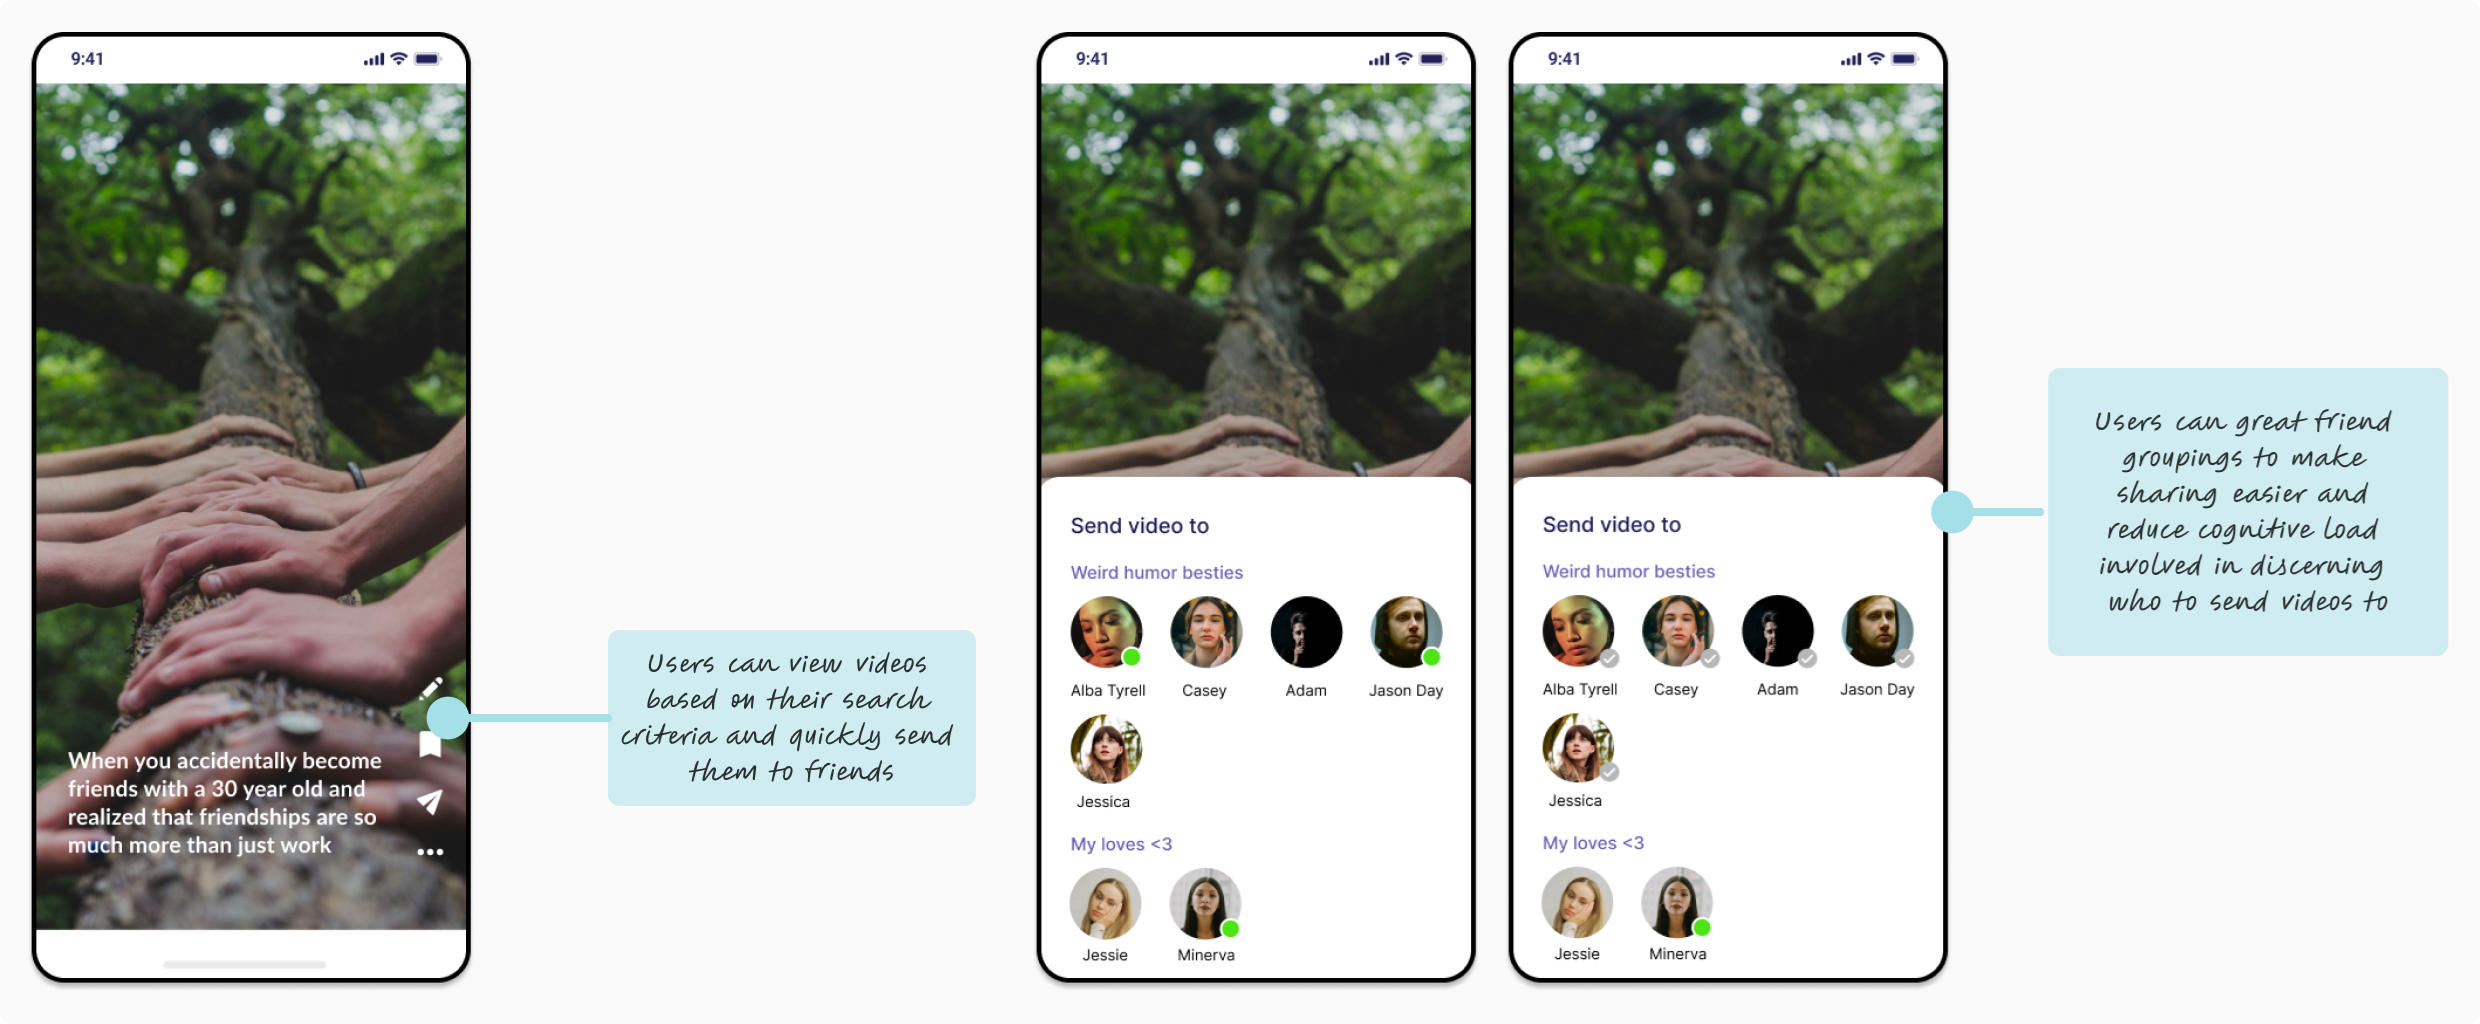 9:41
When you accidentally become
friends with a 30 year old and
realized that friendships are so
much more than just work
Users can view videos
based on their search
criteria and quickly send
them to friends
9:41
Send video to
Weird humor besties
Alba Tyrell Casey Adam Jason Day
Jessica
My loves <3
Jessie Minerva
9:41
Send video to
Weird humor besties
Alba Tyrell Casey Adam Jason Day
Jessica
My loves <3
Jessie Minerva
Users can great friend
groupings to make
sharing easier and
reduce cognitive load
involved in discerning
who to send videos to